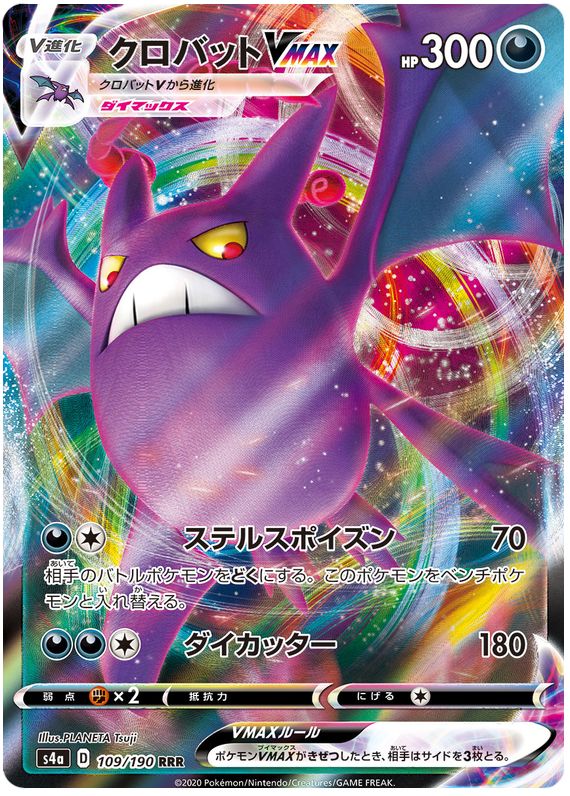 V進化
クロバットVMAX
HP300
クロバットVから進化
ダイマックス
ステルスポイズン 70
相手のバトルポケモンをどくにする。このポケモンをベンチポケ
モンと入れ替える。
ダイカッター 180
弱点 ×2 抵抗力 にげる
Illus.PLANETA Tsuji
VMAXルール
ポケモンVMAXがきぜつしたとき、相手はサイドを3枚とる。
s4a D 109/190 RRR
©2020 Pokémon/Nintendo/Creatures/GAME FREAK.